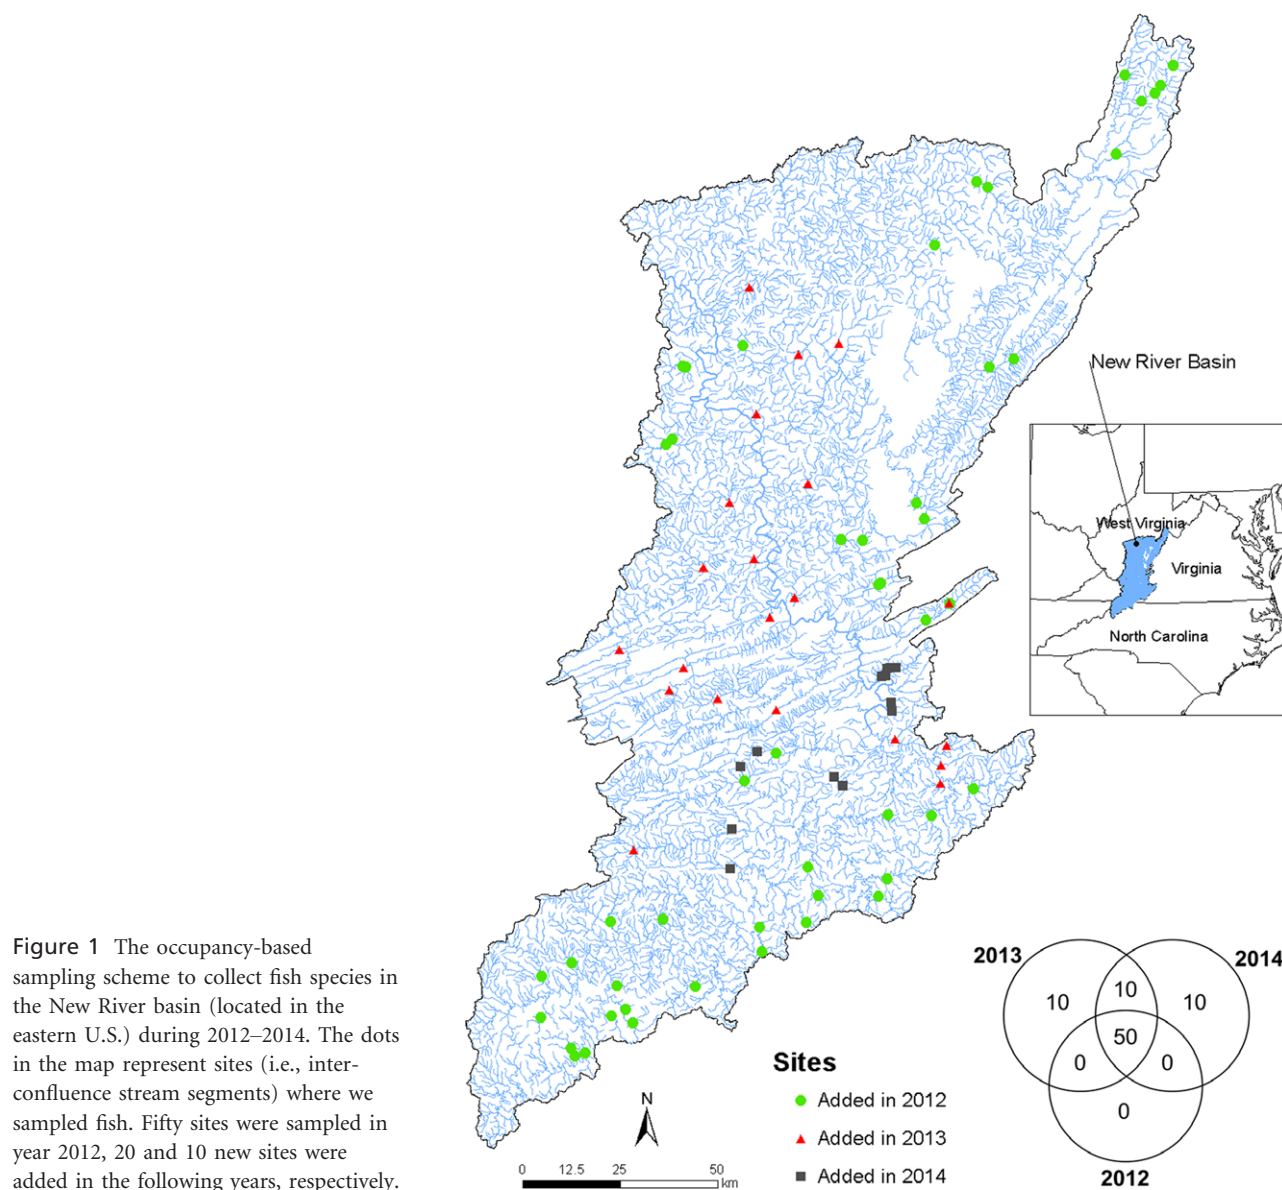 New River Basin
West Virginia
Virginia
North Carolina
Figure 1 The occupancy-based
sampling scheme to collect fish species in
the New River basin (located in the
eastern U.S.) during 2012–2014. The dots
in the map represent sites (i.e., inter-
confluence stream segments) where we
sampled fish. Fifty sites were sampled in
year 2012, 20 and 10 new sites were
added in the following years, respectively.
N
0 12.5 25 50
km
Sites
Added in 2012
Added in 2013
Added in 2014
2013 2014
10 10 10
50
0 0
0
2012